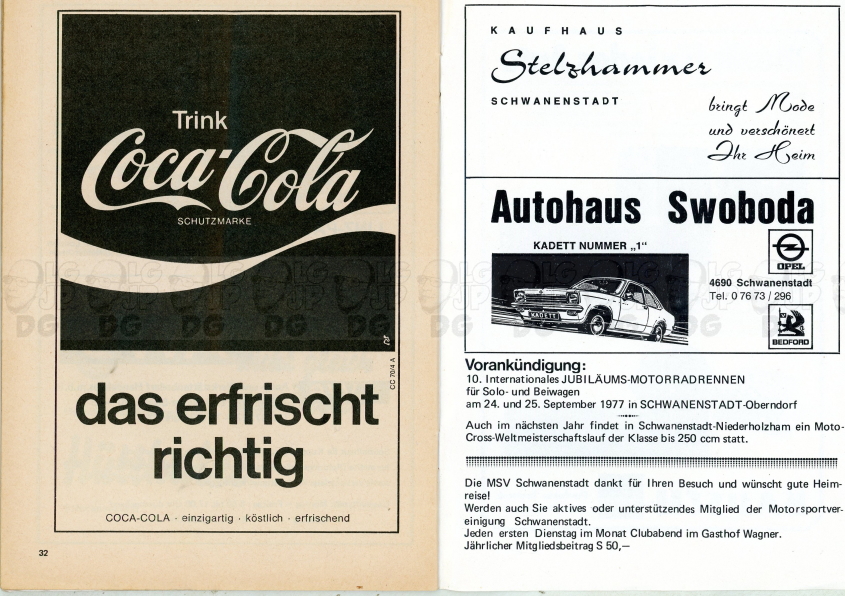 Trink
Coca-Cola
SCHUTZMARKE
CC 70/4 A
das erfrischt
richtig
COCA-COLA · einzigartig · köstlich · erfrischend
32
KAUFHAUS
Stelzhammer
SCHWANENSTADT
bringt Mode
und verschönert
Ihr Heim
Autohaus Swoboda
KADETT NUMMER „1“
KADETT
OPEL
4690 Schwanenstadt
Tel. 0 76 73 / 296
BEDFORD
Vorankündigung:
10. Internationales JUBILÄUMS-MOTORRADRENNEN
für Solo- und Beiwagen
am 24. und 25. September 1977 in SCHWANENSTADT-Oberndorf
Auch im nächsten Jahr findet in Schwanenstadt-Niederholzham ein Moto-
Cross-Weltmeisterschaftslauf der Klasse bis 250 ccm statt.
Die MSV Schwanenstadt dankt für Ihren Besuch und wünscht gute Heim-
reise!
Werden auch Sie aktives oder unterstützendes Mitglied der Motorsportver-
einigung Schwanenstadt.
Jeden ersten Dienstag im Monat Clubabend im Gasthof Wagner.
Jährlicher Mitgliedsbeitrag S 50,—